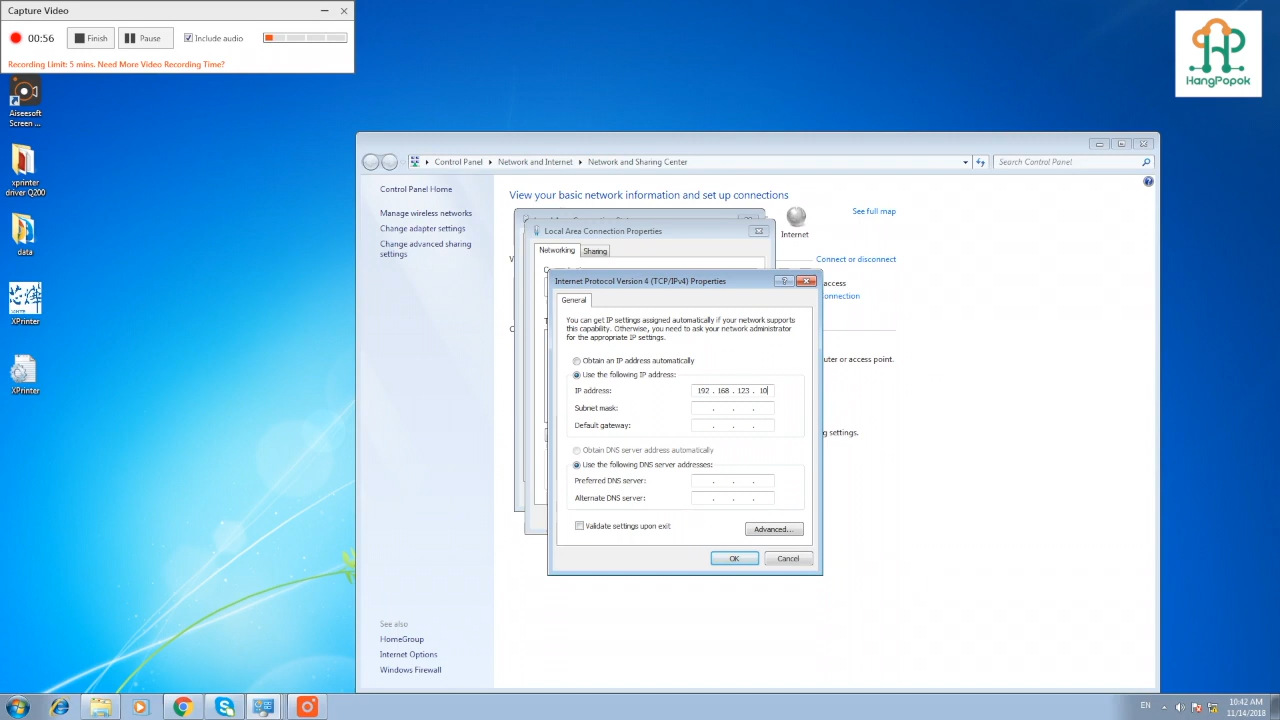 Capture Video
00:56
Finish
Pause
Include audio
Recording Limit: 5 mins. Need More Video Recording Time?
HangPopok
Aiseesoft
Screen ...
xprinter
driver Q200
data
XPrinter
XPrinter
Control Panel
Network and Internet
Network and Sharing Center
Search Control Panel
Control Panel Home
Manage wireless networks
Change adapter settings
Change advanced sharing
settings
View your basic network information and set up connections
See full map
Internet
Connect or disconnect
access
onnection
uter or access point.
g settings.
Local Area Connection Properties
Networking
Sharing
Internet Protocol Version 4 (TCP/IPv4) Properties
General
You can get IP settings assigned automatically if your network supports
this capability. Otherwise, you need to ask your network administrator
for the appropriate IP settings.
Obtain an IP address automatically
Use the following IP address:
IP address:
192 . 168 . 123 . 10
Subnet mask:
Default gateway:
Obtain DNS server address automatically
Use the following DNS server addresses:
Preferred DNS server:
Alternate DNS server:
Validate settings upon exit
Advanced...
OK
Cancel
See also
HomeGroup
Internet Options
Windows Firewall
EN
10:42 AM
11/14/2018